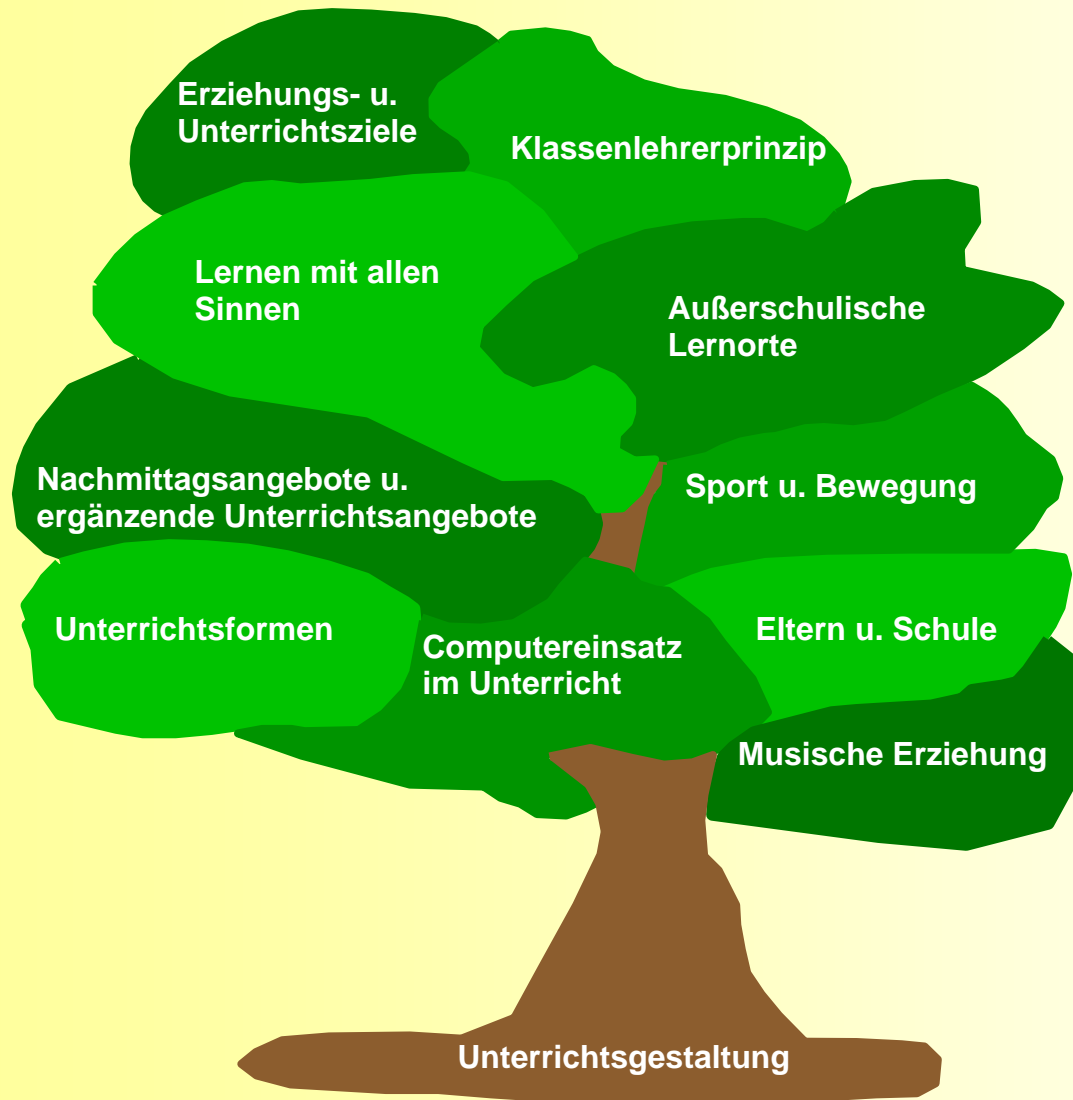 Erziehungs- u.
Unterrichtsziele
Klassenlehrerprinzip
Lernen mit allen
Sinnen
Außerschulische
Lernorte
Nachmittagsangebote u.
ergänzende Unterrichtsangebote
Sport u. Bewegung
Unterrichtsformen
Computereinsatz
im Unterricht
Eltern u. Schule
Musische Erziehung
Unterrichtsgestaltung